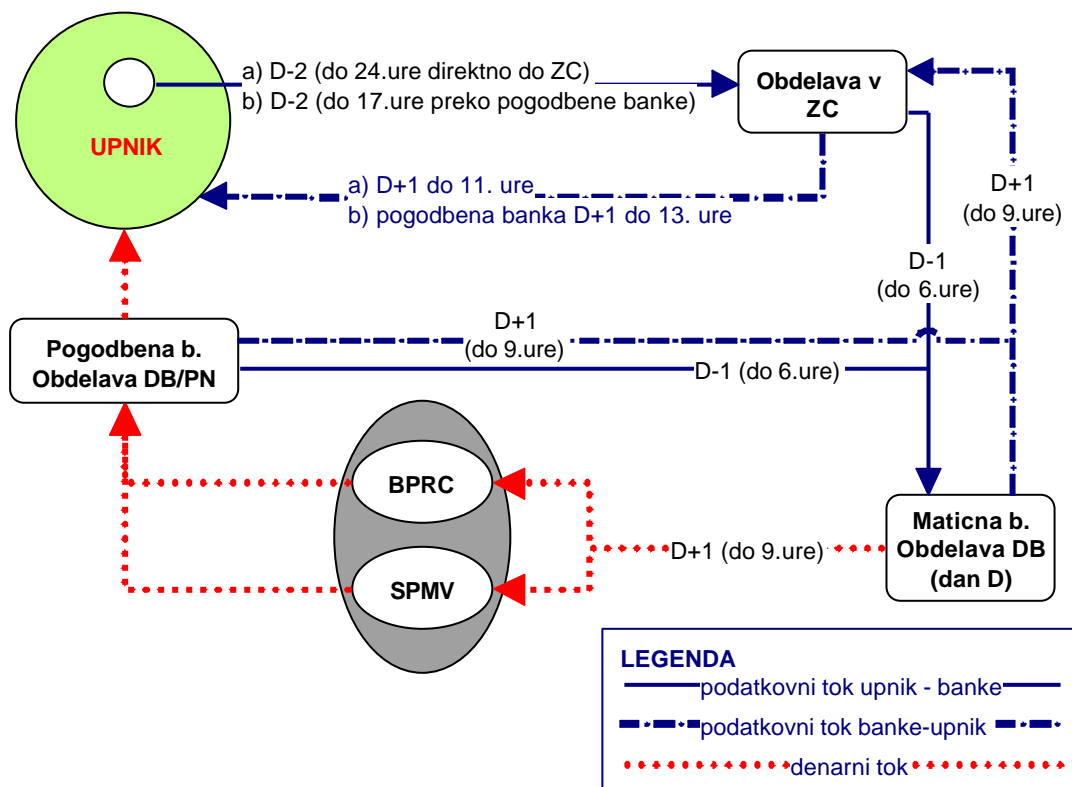 a) D-2 (do 24.ure direktno do ZC)
b) D-2 (do 17.ure preko pogodbene banke)
Obdelava v
ZC
UPNIK
a) D+1 do 11. ure
b) pogodbena banka D+1 do 13. ure
D+1
(do 9.ure)
D-1
(do 6.ure)
Pogodbena b.
Obdelava DB/PN
D+1
(do 9.ure)
D-1 (do 6.ure)
BPRC
SPMV
D+1 (do 9.ure)
Maticna b.
Obdelava DB
(dan D)
LEGENDA
podatkovni tok upnik - banke
podatkovni tok banke-upnik
denarni tok